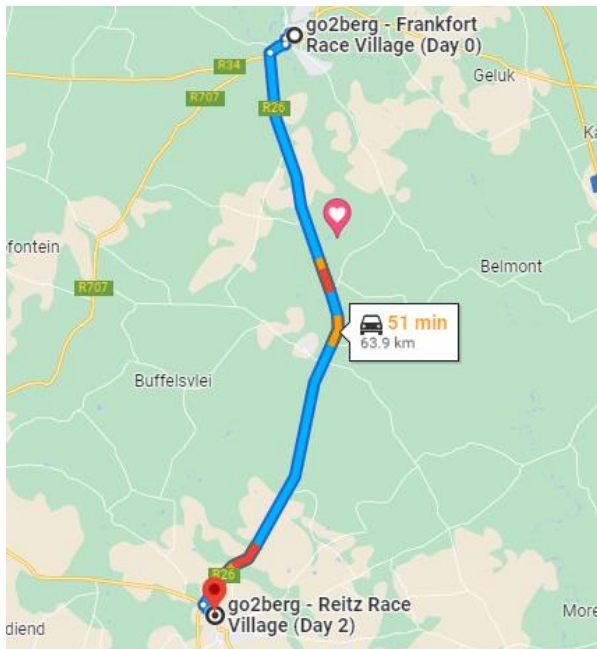 go2berg - Frankfort
Race Village (Day 0)
R34
Geluk
R707
R26
Ka
fontein
Belmont
R707
51 min
63.9 km
Buffelsvlei
R26
go2berg - Reitz Race
Village (Day 2)
More
diend